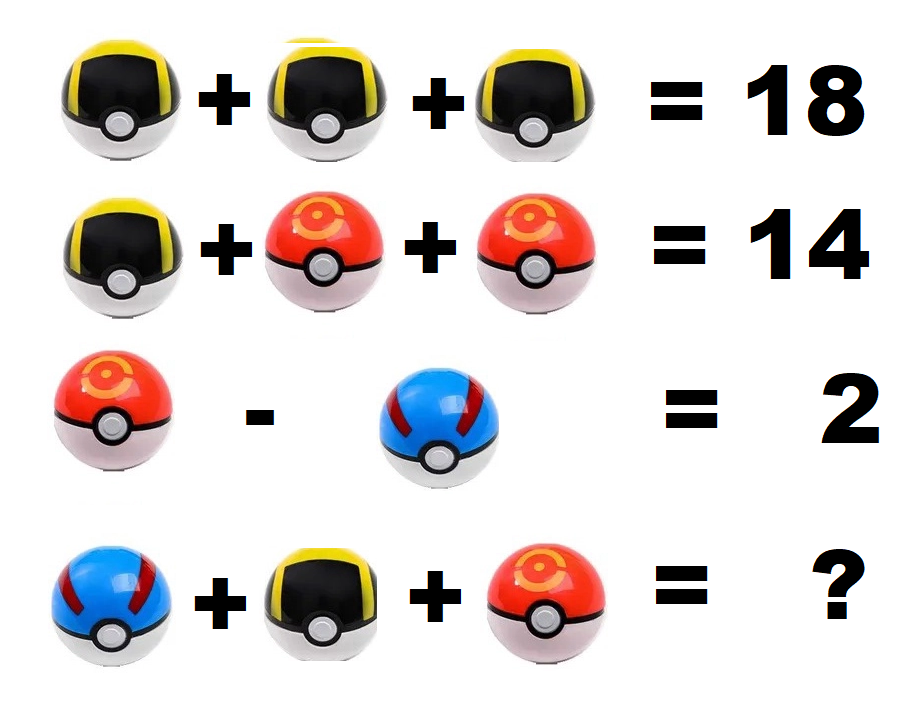 + + = 18
+ + = 14
- = 2
+ + = ?